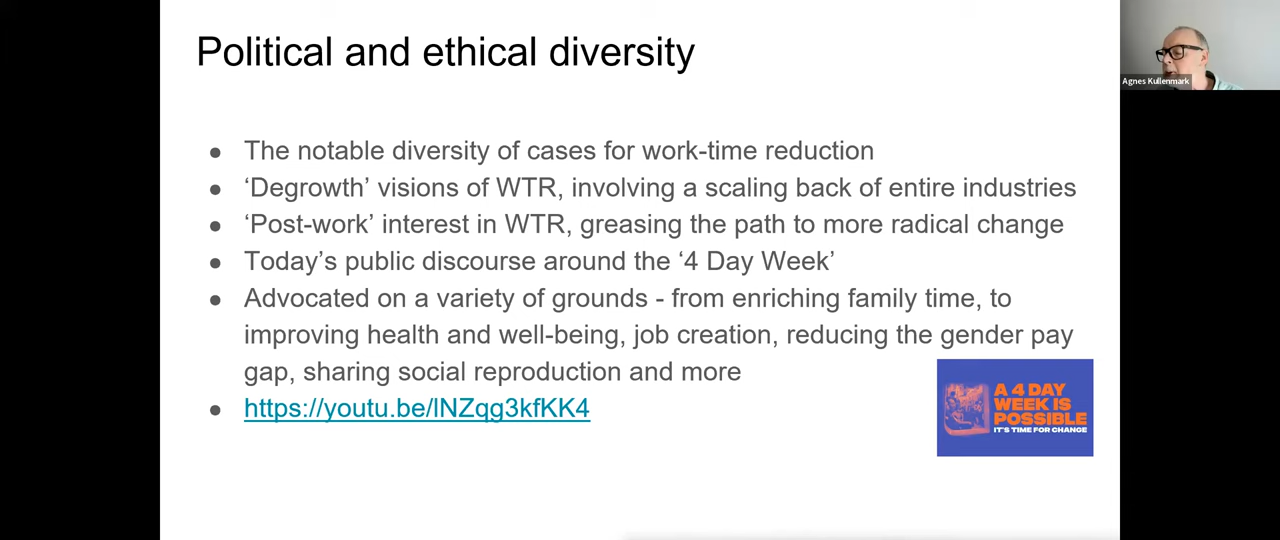 Political and ethical diversity
Agnes Kullenmark
● The notable diversity of cases for work-time reduction
● ‘Degrowth’ visions of WTR, involving a scaling back of entire industries
● ‘Post-work’ interest in WTR, greasing the path to more radical change
● Today’s public discourse around the ‘4 Day Week’
● Advocated on a variety of grounds - from enriching family time, to
improving health and well-being, job creation, reducing the gender pay
gap, sharing social reproduction and more
● https://youtu.be/lNZqg3kfKK4
A 4 DAY
WEEK IS
POSSIBLE
IT'S TIME FOR CHANGE